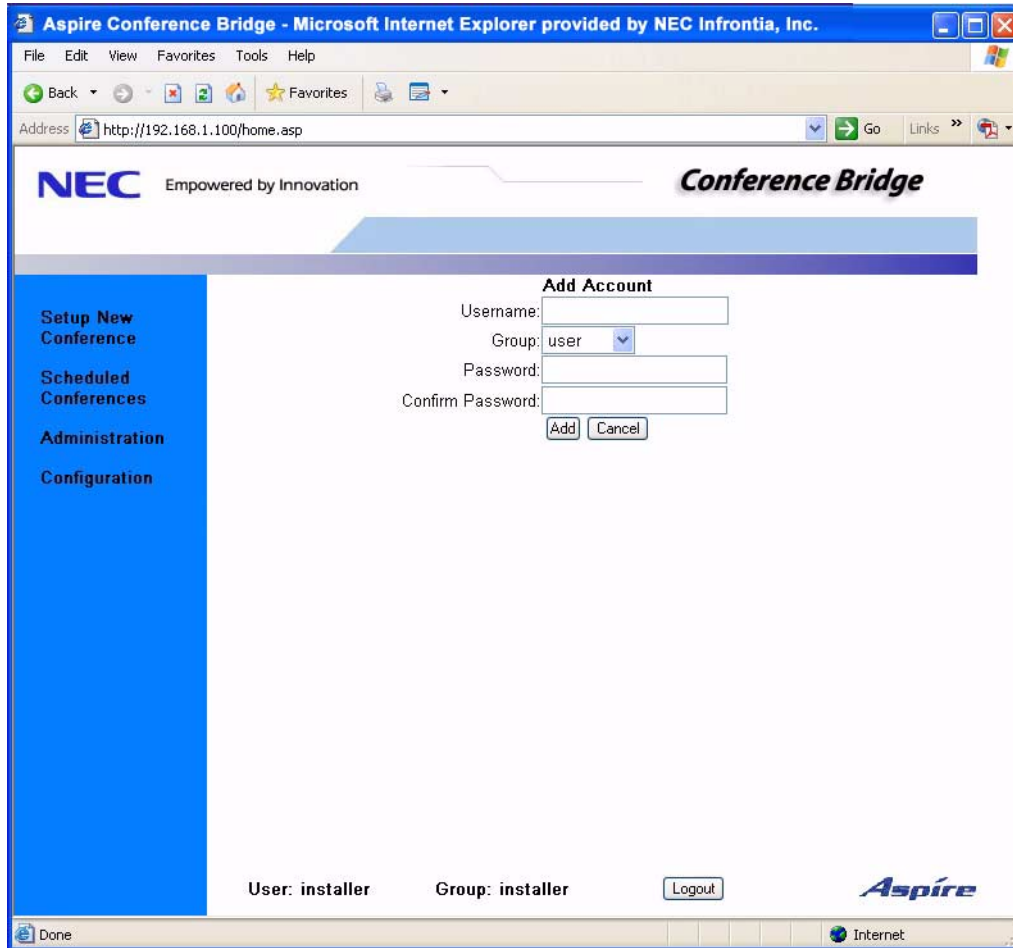 Aspire Conference Bridge - Microsoft Internet Explorer provided by NEC Infrontia, Inc.
File Edit View Favorites Tools Help
Back Favorites
Address http://192.168.1.100/home.asp Go Links »
NEC Empowered by Innovation Conference Bridge
Add Account
Username:
Group: user
Password:
Confirm Password:
Add Cancel
Setup New
Conference
Scheduled
Conferences
Administration
Configuration
User: installer Group: installer Logout Aspire
Done Internet